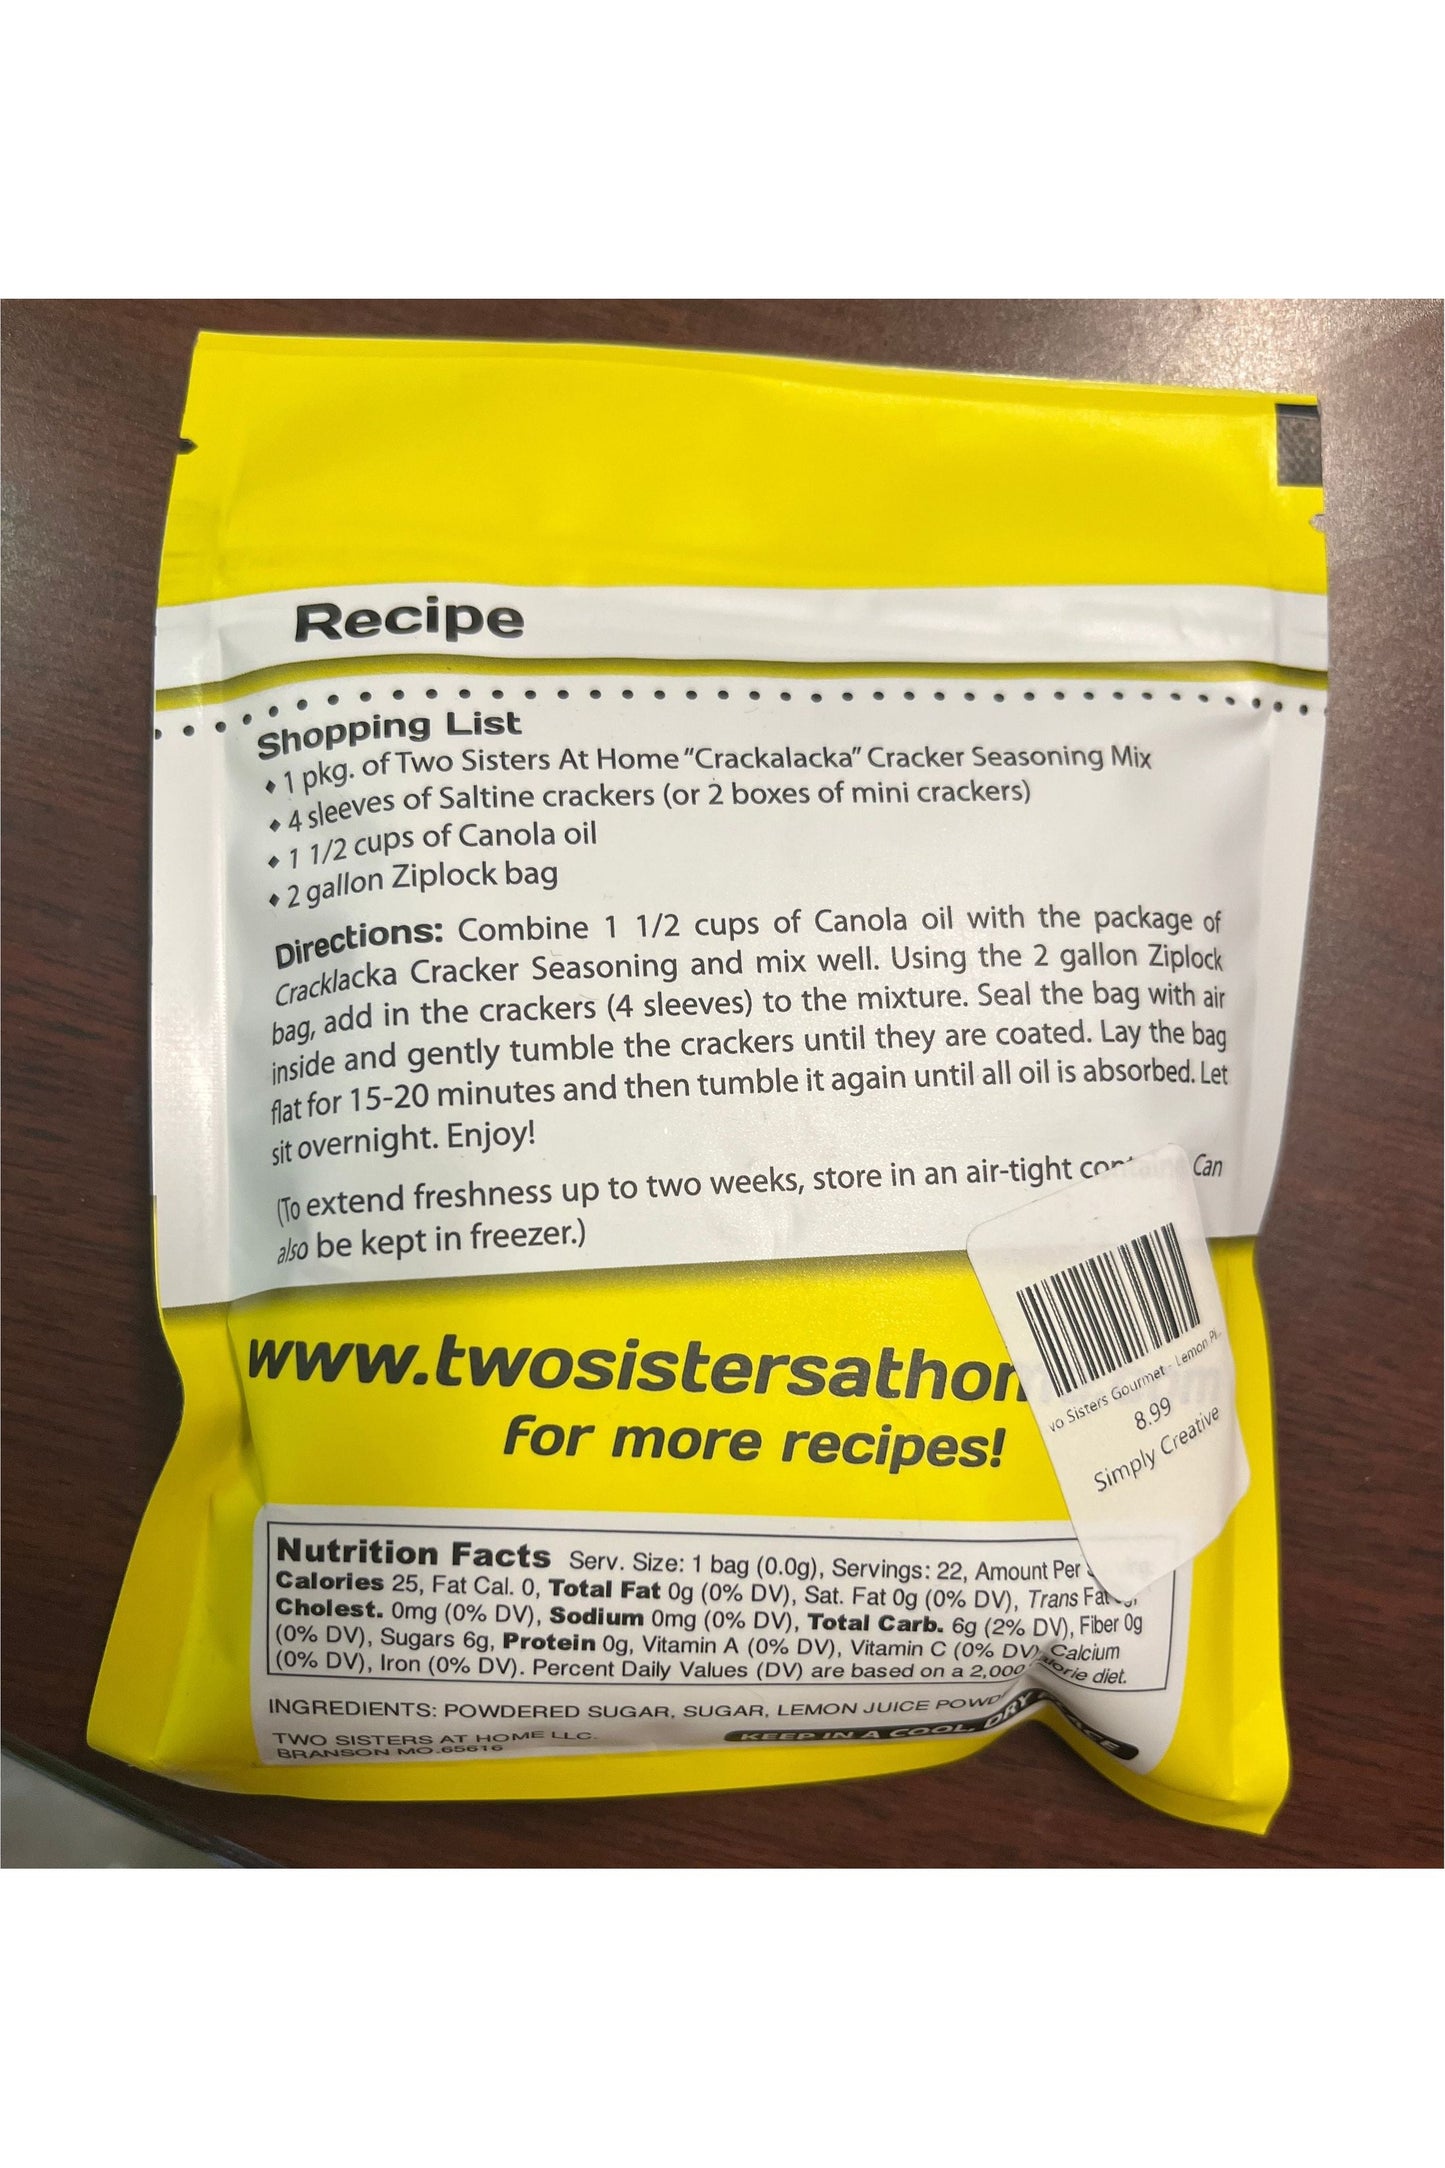 Recipe
Shopping List
◆ 1 pkg. of Two Sisters At Home "Crackalacka" Cracker Seasoning Mix
◆ 4 sleeves of Saltine crackers (or 2 boxes of mini crackers)
◆ 1 1/2 cups of Canola oil
◆ 2 gallon Ziplock bag
Directions: Combine 1 1/2 cups of Canola oil with the package of
Cracklacka Cracker Seasoning and mix well. Using the 2 gallon Ziplock
bag, add in the crackers (4 sleeves) to the mixture. Seal the bag with air
inside and gently tumble the crackers until they are coated. Lay the bag
flat for 15-20 minutes and then tumble it again until all oil is absorbed. Let
sit overnight. Enjoy!
(To extend freshness up to two weeks, store in an air-tight Can
also be kept in freezer.)
www.twosistersathom
for more recipes!
Sisters Gourmet - Lemon
8.99
Simply Creative
Nutrition Facts Serv. Size: 1 bag (0.0g), Servings: 22, Amount Per
Calories 25, Fat Cal. 0, Total Fat 0g (0% DV), Sat. Fat 0g (0% DV), Trans Fat
Cholest. 0mg (0% DV), Sodium 0mg (0% DV), Total Carb. 6g (2% DV), Fiber 0g
(0% DV), Sugars 6g, Protein 0g, Vitamin A (0% DV), Vitamin C (0% DV), Calcium
(0% DV), Iron (0% DV). Percent Daily Values (DV) are based on a 2,000 diet.
INGREDIENTS: POWDERED SUGAR, SUGAR, LEMON JUICE
TWO SISTERS AT HOME LLC.
KEEP IN A COOL, DRY PLACE
BRANSON MO.65616